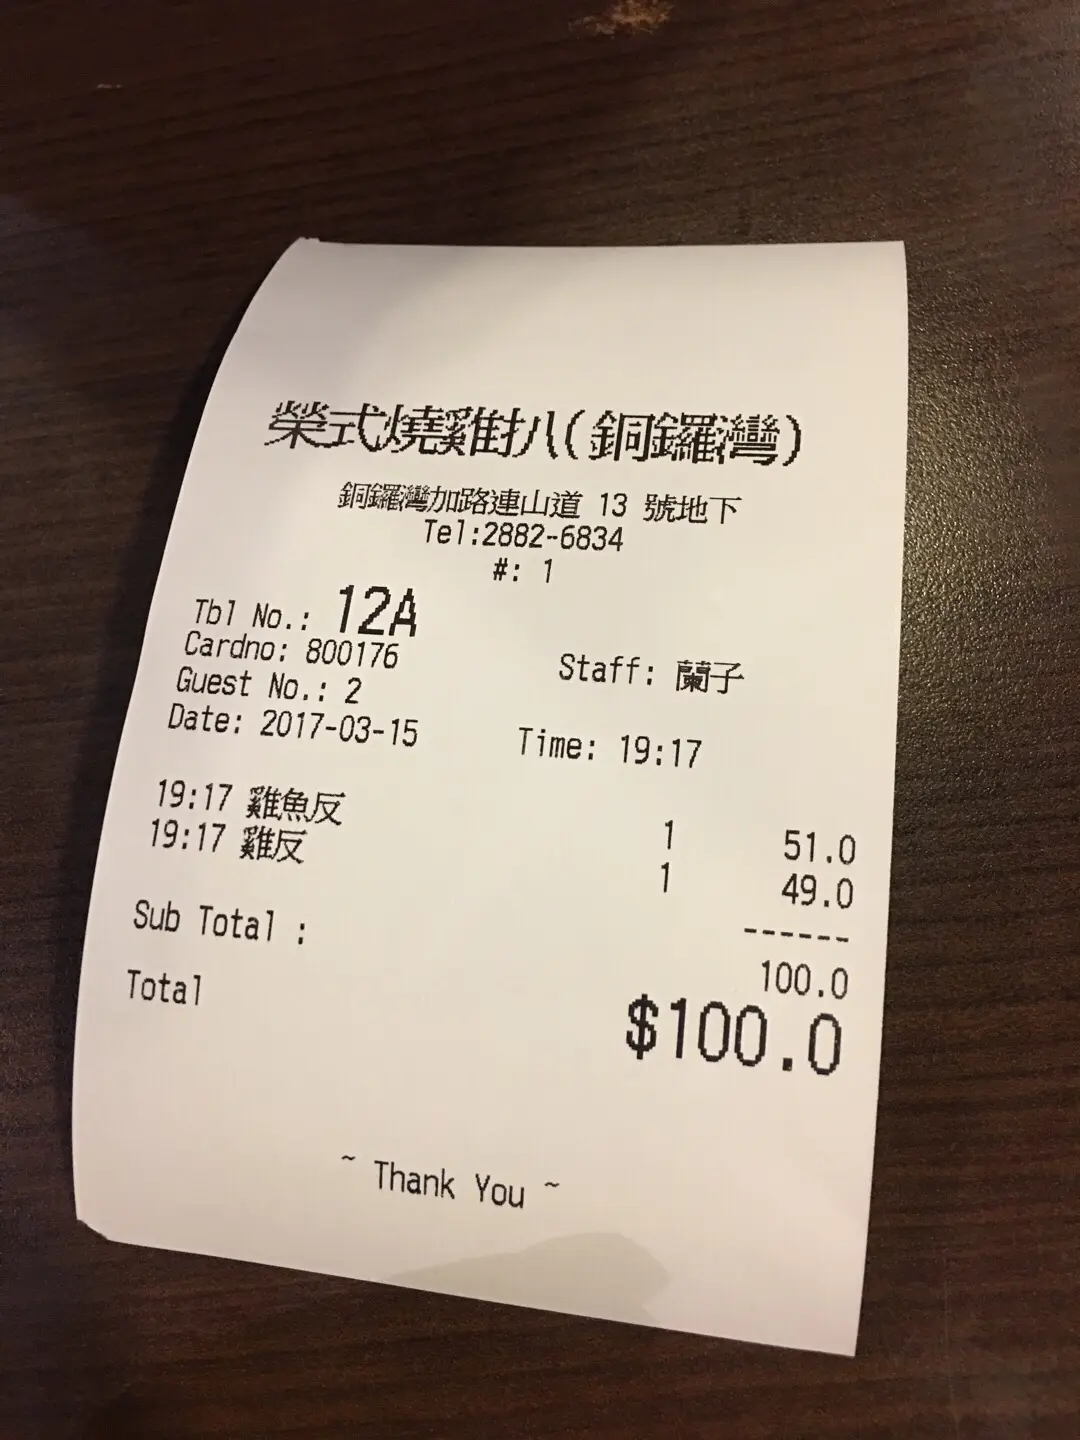 榮式燒雞扒(銅鑼灣)
銅鑼灣加路連山道 13 號地下
Tel:2882-6834
#: 1
Tbl No.: 12A
Cardno: 800176 Staff: 蘭子
Guest No.: 2
Date: 2017-03-15 Time: 19:17
19:17 雞魚反 1 51.0
19:17 雞反 1 49.0
------
Sub Total : 100.0
Total $100.0
~ Thank You ~